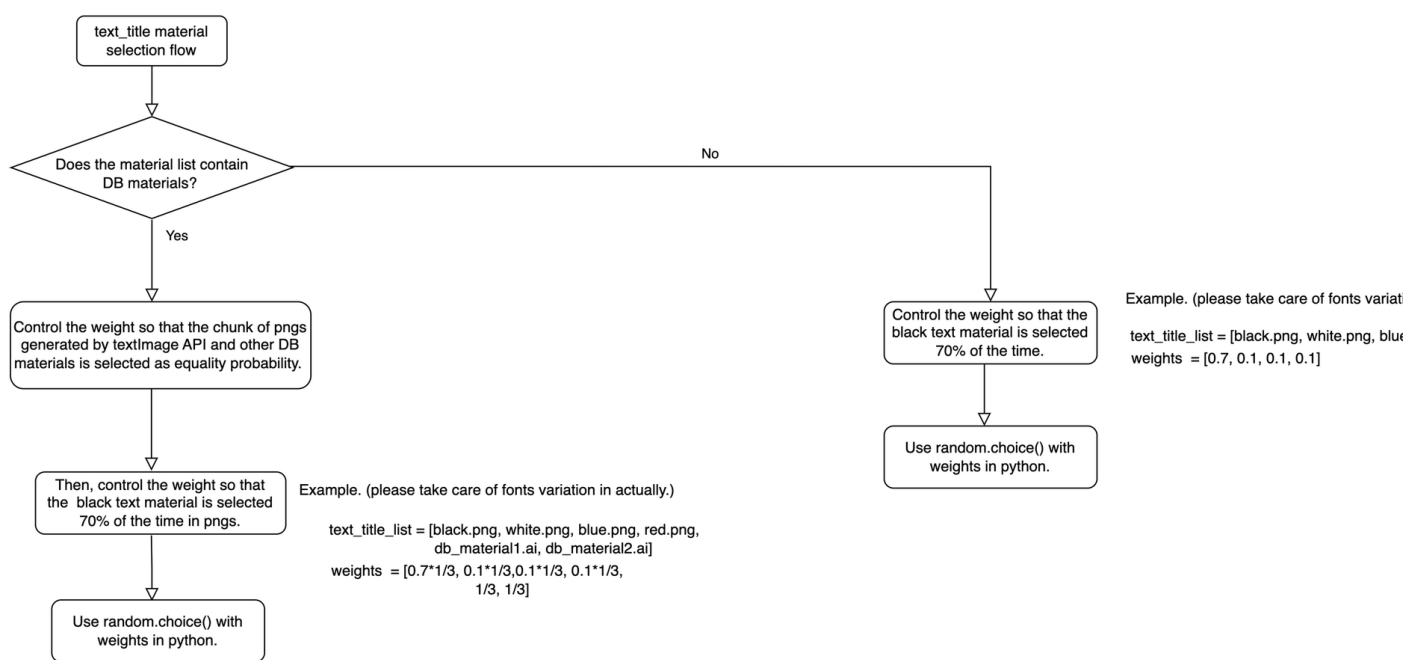 text_title material
selection flow
Does the material list contain
DB materials?
No
Yes
Control the weight so that the chunk of pngs
generated by textImage API and other DB
materials is selected as equality probability.
Control the weight so that the
black text material is selected
70% of the time.
Example. (please take care of fonts
text_title_list = [black.png, white.png,
weights = [0.7, 0.1, 0.1, 0.1]
Use random.choice() with
weights in python.
Then, control the weight so that
the black text material is selected
70% of the time in pngs.
Example. (please take care of fonts variation in actually.)
text_title_list = [black.png, white.png, blue.png, red.png,
db_material1.ai, db_material2.ai]
weights = [0.7*1/3, 0.1*1/3,0.1*1/3, 0.1*1/3,
1/3, 1/3]
Use random.choice() with
weights in python.